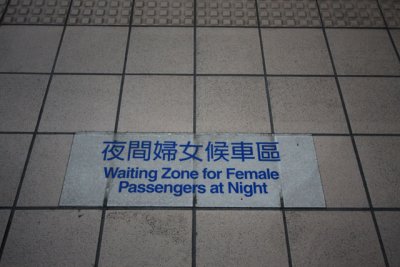 夜間婦女候車區
Waiting Zone for Female
Passengers at Night